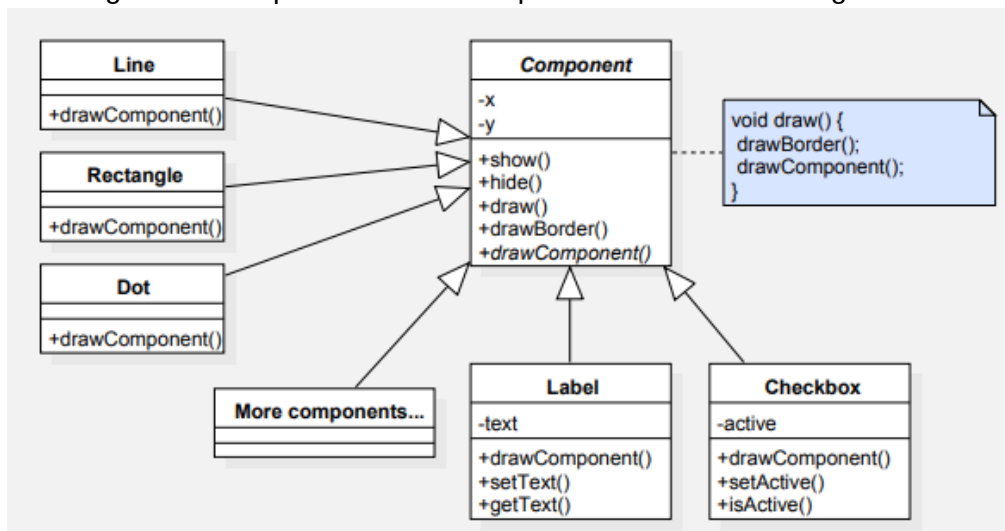 Line
+drawComponent()
Rectangle
+drawComponent()
Dot
+drawComponent()
Component
-x
-y
+show()
+hide()
+draw()
+drawBorder()
+drawComponent()
void draw() {
drawBorder();
drawComponent();
}
More components...
Label
-text
+drawComponent()
+setText()
+getText()
Checkbox
-active
+drawComponent()
+setActive()
+isActive()